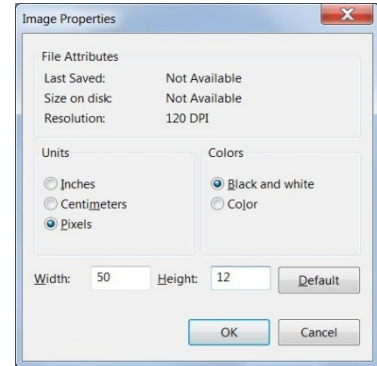 Image Properties
File Attributes
Last Saved: Not Available
Size on disk: Not Available
Resolution: 120 DPI
Units
Colors
Inches
Black and white
Centimeters
Color
Pixels
Width: 50 Height: 12 Default
OK Cancel